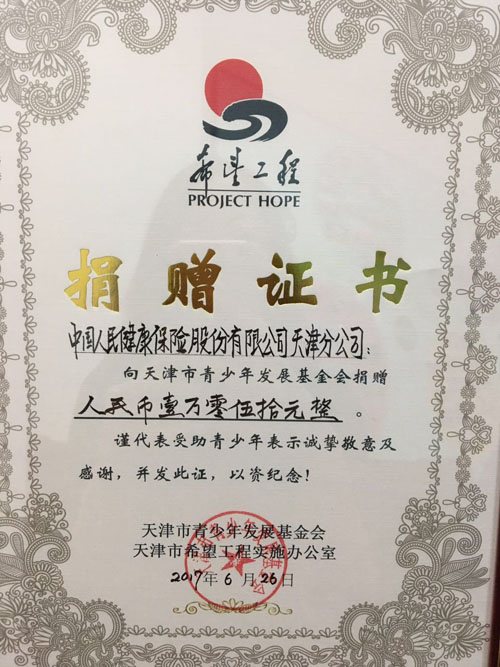 希望工程
PROJECT HOPE
捐赠证书
中国人民健康保险股份有限公司天津分公司：
向天津市青少年发展基金会捐赠
人民币壹万零伍拾元整。
谨代表受助青少年表示诚挚敬意及
感谢，并发此证，以资纪念！
天津市青少年发展基金会
天津市希望工程实施办公室
2017年6月26日